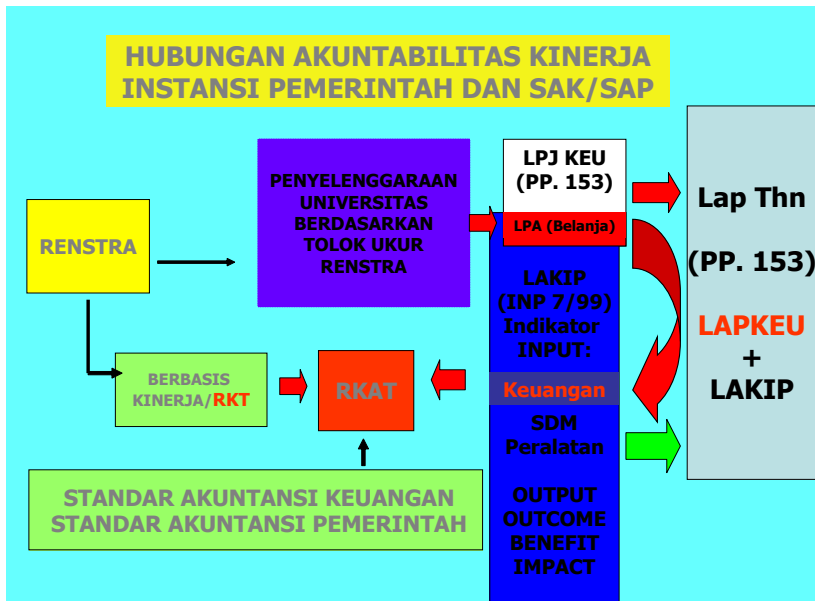 HUBUNGAN AKUNTABILITAS KINERJA
INSTANSI PEMERINTAH DAN SAK/SAP
RENSTRA
PENYELENGGARAAN
UNIVERSITAS
BERDASARKAN
TOLOK UKUR
RENSTRA
LPJ KEU
(PP. 153)
LPA (Belanja)
LAKIP
(INP 7/99)
Indikator
INPUT:
Keuangan
SDM
Peralatan
OUTPUT
OUTCOME
BENEFIT
IMPACT
Lap Thn
(PP. 153)
LAPKEU
+
LAKIP
BERBASIS
KINERJA/RKT
RKAT
STANDAR AKUNTANSI KEUANGAN
STANDAR AKUNTANSI PEMERINTAH